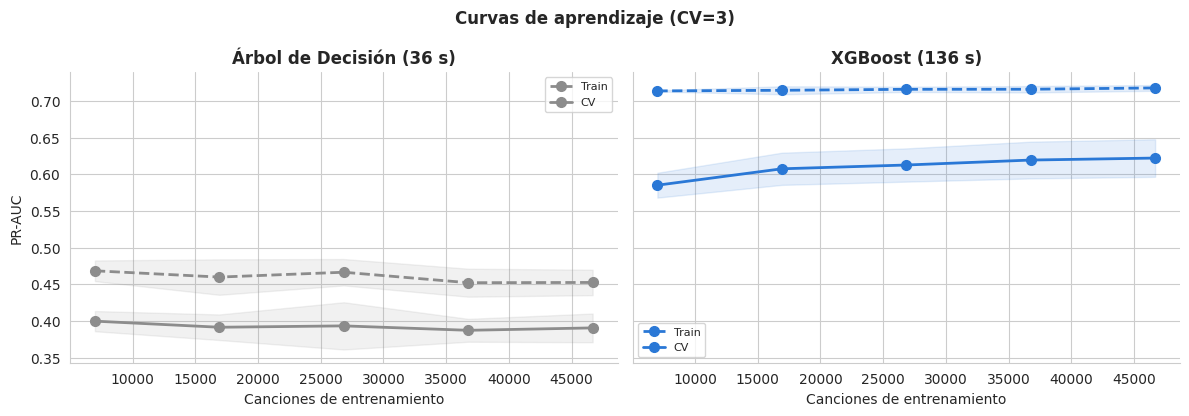 Curvas de aprendizaje (CV=3)
Árbol de Decisión (36 s)
PR-AUC
0.70
0.65
0.60
0.55
0.50
0.45
0.40
0.35
Train
CV
10000 15000 20000 25000 30000 35000 40000 45000
Canciones de entrenamiento
XGBoost (136 s)
Train
CV
10000 15000 20000 25000 30000 35000 40000 45000
Canciones de entrenamiento